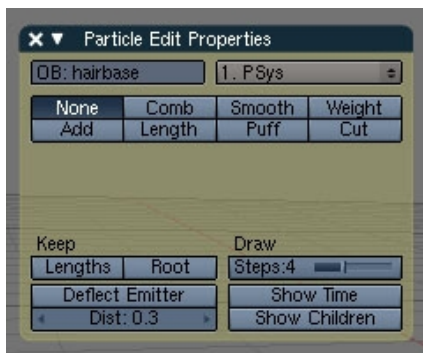 Particle Edit Properties
OB: hairbase 1. PSys
None Comb Smooth Weight
Add Length Puff Cut
Keep Draw
Lengths Root Steps:4
Deflect Emitter Show Time
Dist: 0.3 Show Children